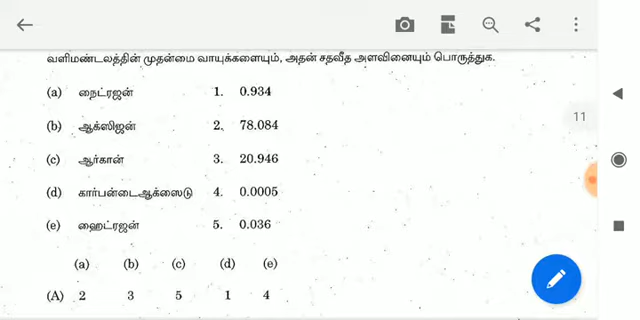 வளிமண்டலத்தின் முதன்மை வாயுக்களையும், அதன் சதவீத அளவினையும் பொருத்துக.
(a) நைட்ரஜன் 1. 0.934
11
(b) ஆக்ஸிஜன் 2. 78.084
(c) ஆர்கான் 3. 20.946
(d) கார்பன்டைஆக்ஸைடு 4. 0.0005
(e) ஹைட்ரஜன் 5. 0.036
(a) (b) (c) (d) (e)
(A) 2 3 5 1 4